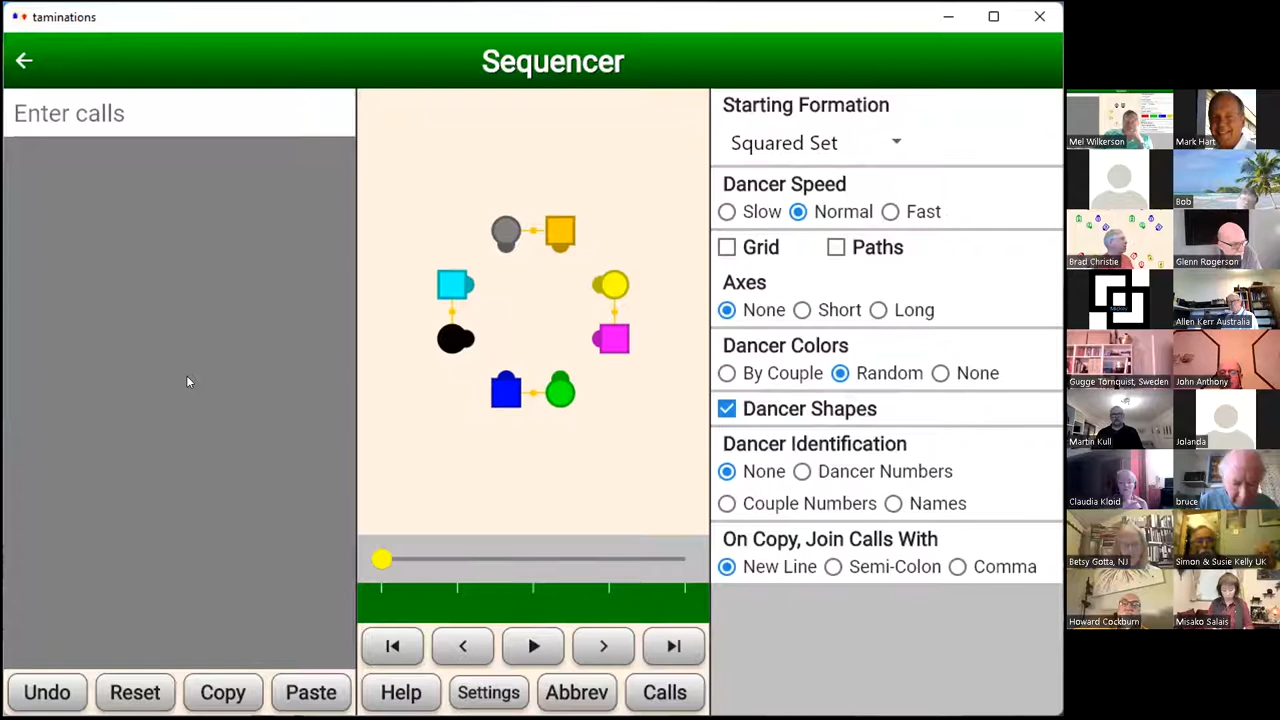 taminations
Sequencer
Enter calls
Undo
Reset
Copy
Paste
Help
Settings
Abbrev
Calls
Starting Formation
Squared Set
Dancer Speed
Slow
Normal
Fast
Grid
Paths
Axes
None
Short
Long
Dancer Colors
By Couple
Random
None
Dancer Shapes
Dancer Identification
None
Dancer Numbers
Couple Numbers
Names
On Copy, Join Calls With
New Line
Semi-Colon
Comma
Mel Wilkerson
Mark Hart
Bob
Brad Christie
Glenn Rogerson
Allen Kerr Australia
Gugge Törnquist, Sweden
John Anthony
Martin Kull
Jolanda
Claudia Kloid
bruce
Betsy Gotta, NJ
Simon & Susie Kelly UK
Howard Cockburn
Misako Salais